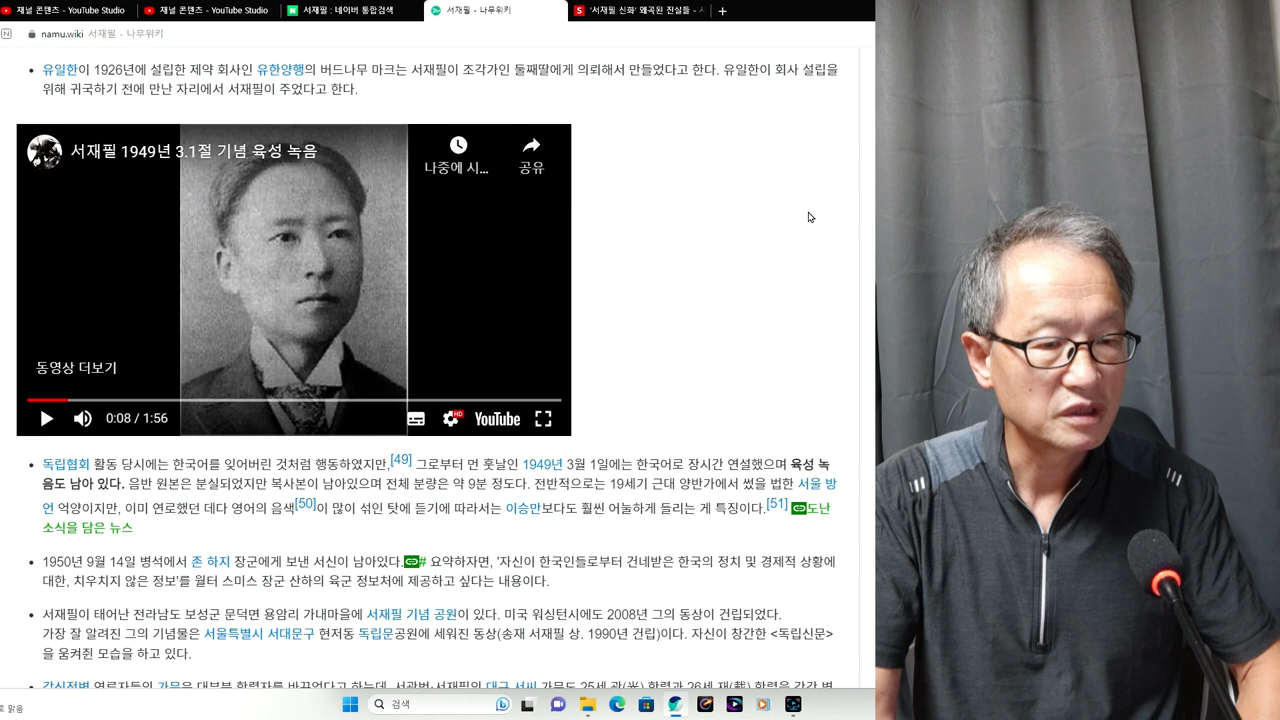 채널 콘텐츠 - YouTube Studio
채널 콘텐츠 - YouTube Studio
서재필 : 네이버 통합검색
서재필 - 나무위키
'서재필 신화' 왜곡된 진실들 -
namu.wiki 서재필 - 나무위키
유일한이 1926년에 설립한 제약 회사인 유한양행의 버드나무 마크는 서재필이 조각가인 둘째딸에게 의뢰해서 만들었다고 한다. 유일한이 회사 설립을
위해 귀국하기 전에 만난 자리에서 서재필이 주었다고 한다.
서재필 1949년 3.1절 기념 육성 녹음
나중에 시...
공유
동영상 더보기
0:08 / 1:56
HD
YouTube
독립협회 활동 당시에는 한국어를 잊어버린 것처럼 행동하였지만,[49] 그로부터 먼 훗날인 1949년 3월 1일에는 한국어로 장시간 연설했으며 육성 녹
음도 남아 있다. 음반 원본은 분실되었지만 복사본이 남아있으며 전체 분량은 약 9분 정도다. 전반적으로는 19세기 근대 양반가에서 썼을 법한 서울 방
언 억양이지만, 이미 연로했던 데다 영어의 음색[50]이 많이 섞인 탓에 듣기에 따라서는 이승만보다도 훨씬 어눌하게 들리는 게 특징이다.[51] 도난
소식을 담은 뉴스
1950년 9월 14일 병석에서 존 하지 장군에게 보낸 서신이 남아있다.# 요약하자면, '자신이 한국인들로부터 건네받은 한국의 정치 및 경제적 상황에
대한, 치우치지 않은 정보'를 월터 스미스 장군 산하의 육군 정보처에 제공하고 싶다는 내용이다.
서재필이 태어난 전라남도 보성군 문덕면 용암리 가내마을에 서재필 기념 공원이 있다. 미국 워싱턴시에도 2008년 그의 동상이 건립되었다.
가장 잘 알려진 그의 기념물은 서울특별시 서대문구 현저동 독립문공원에 세워진 동상(송재 서재필 상. 1990년 건립)이다. 자신이 창간한 <독립신문>
을 움켜쥔 모습을 하고 있다.
검색
맑음